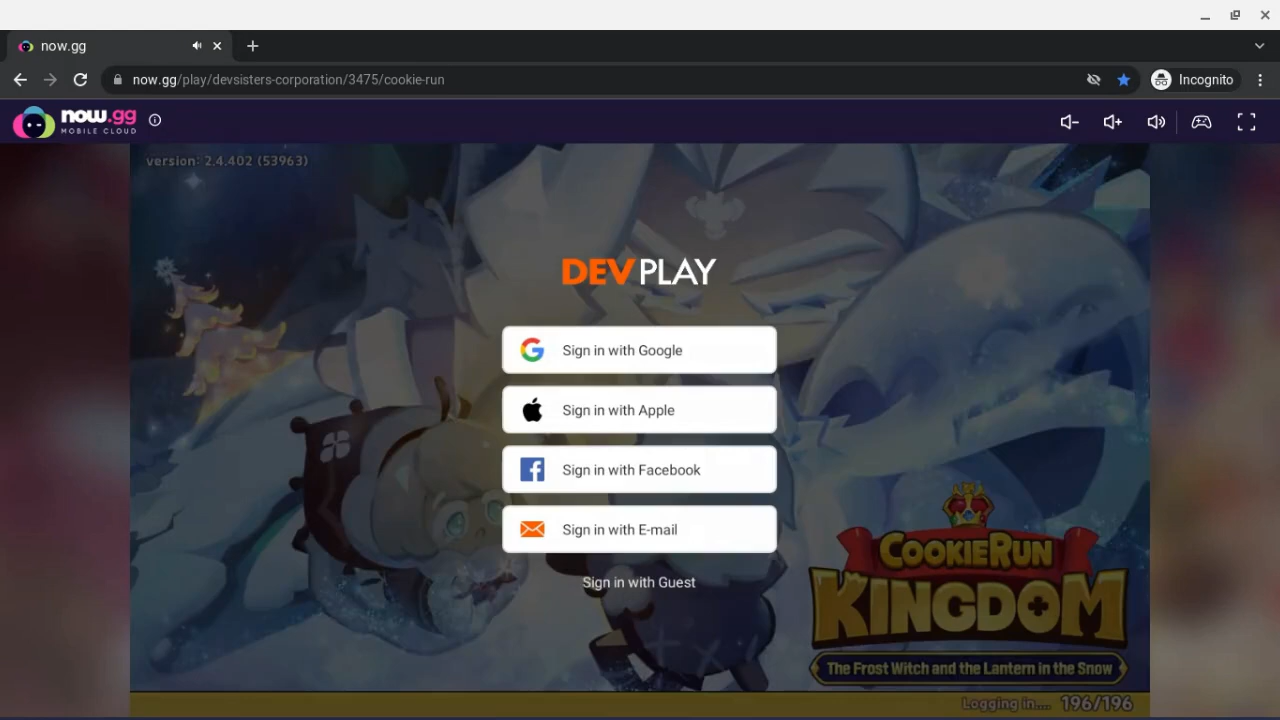 now.gg
now.gg/play/devsisters-corporation/3475/cookie-run
Incognito
now.gg
MOBILE CLOUD
version: 2.4.402 (53963)
DEVPLAY
Sign in with Google
Sign in with Apple
Sign in with Facebook
Sign in with E-mail
Sign in with Guest
COOKIERUN
KINGDOM
The Frost Witch and the Lantern in the Snow
Logging in.... 196/196